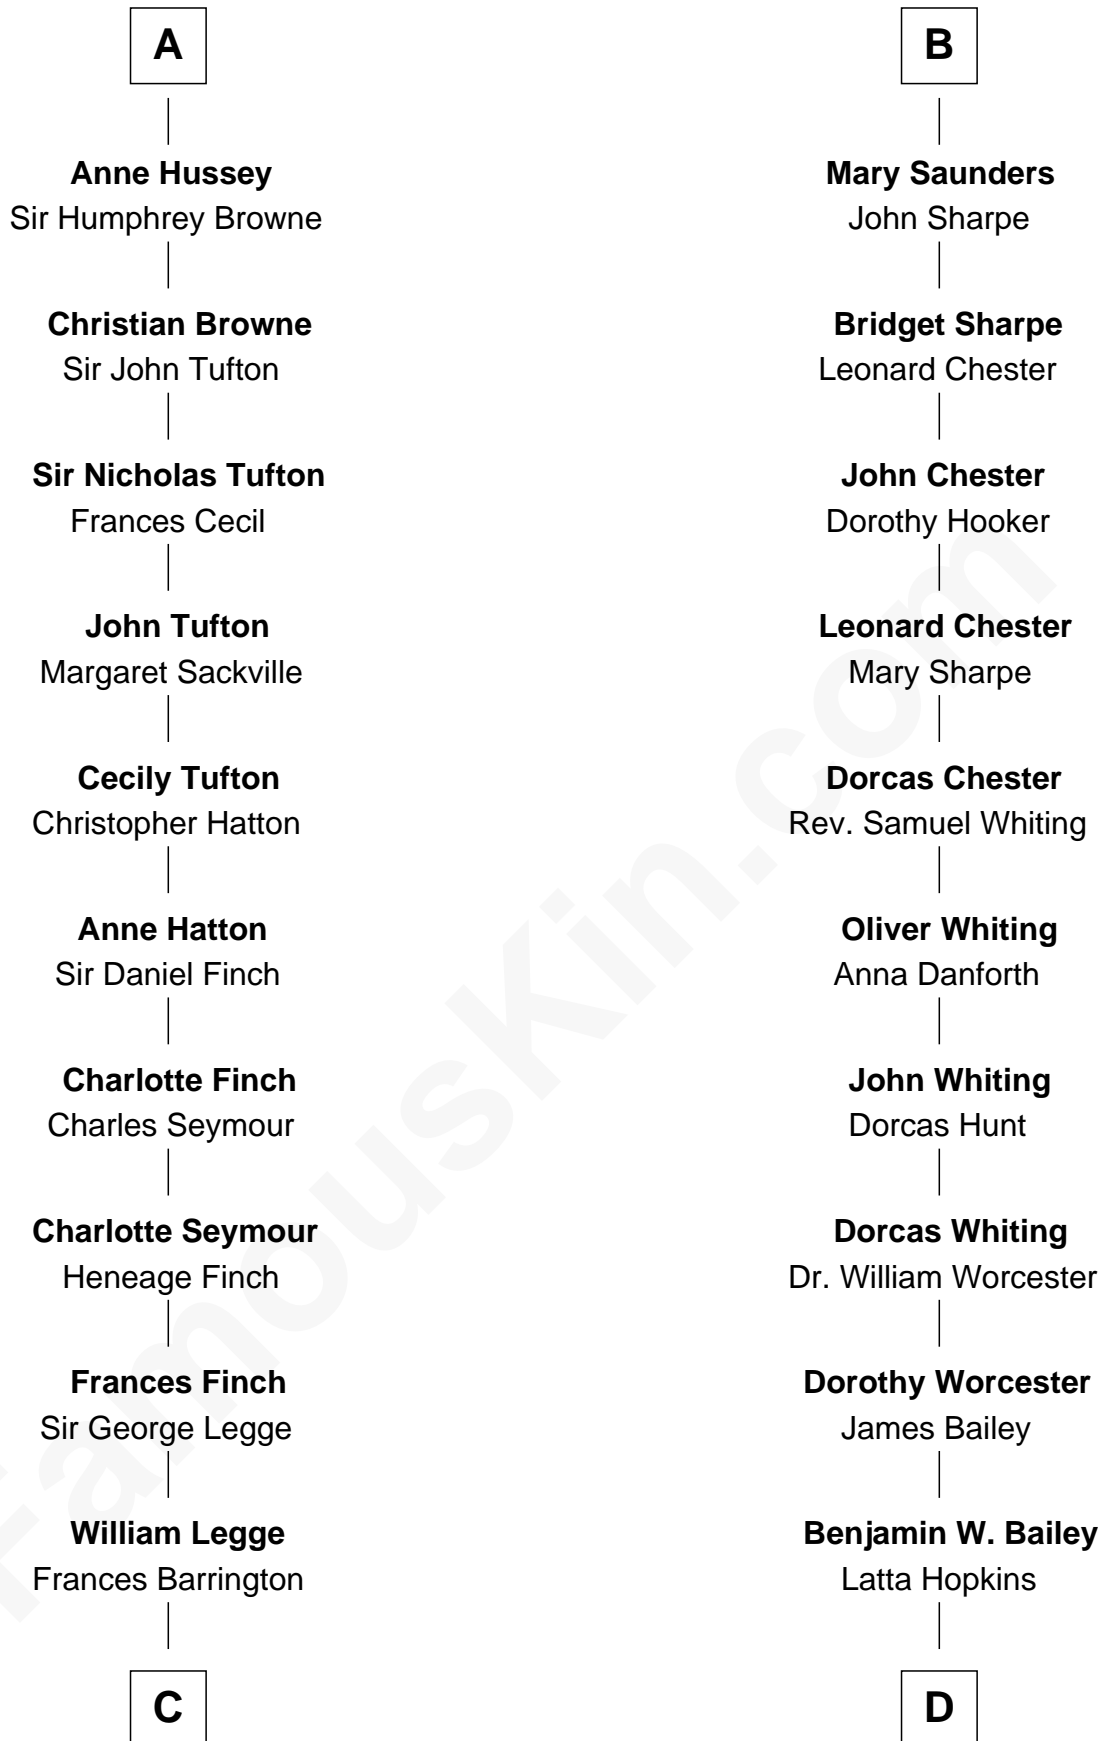 A
Anne Hussey
Sir Humphrey Browne
Christian Browne
Sir John Tufton
Sir Nicholas Tufton
Frances Cecil
John Tufton
Margaret Sackville
Cecily Tufton
Christopher Hatton
Anne Hatton
Sir Daniel Finch
Charlotte Finch
Charles Seymour
Charlotte Seymour
Heneage Finch
Frances Finch
Sir George Legge
William Legge
Frances Barrington
C
B
Mary Saunders
John Sharpe
Bridget Sharpe
Leonard Chester
John Chester
Dorothy Hooker
Leonard Chester
Mary Sharpe
Dorcas Chester
Rev. Samuel Whiting
Oliver Whiting
Anna Danforth
John Whiting
Dorcas Hunt
Dorcas Whiting
Dr. William Worcester
Dorothy Worcester
James Bailey
Benjamin W. Bailey
Latta Hopkins
D
FamousKin.com